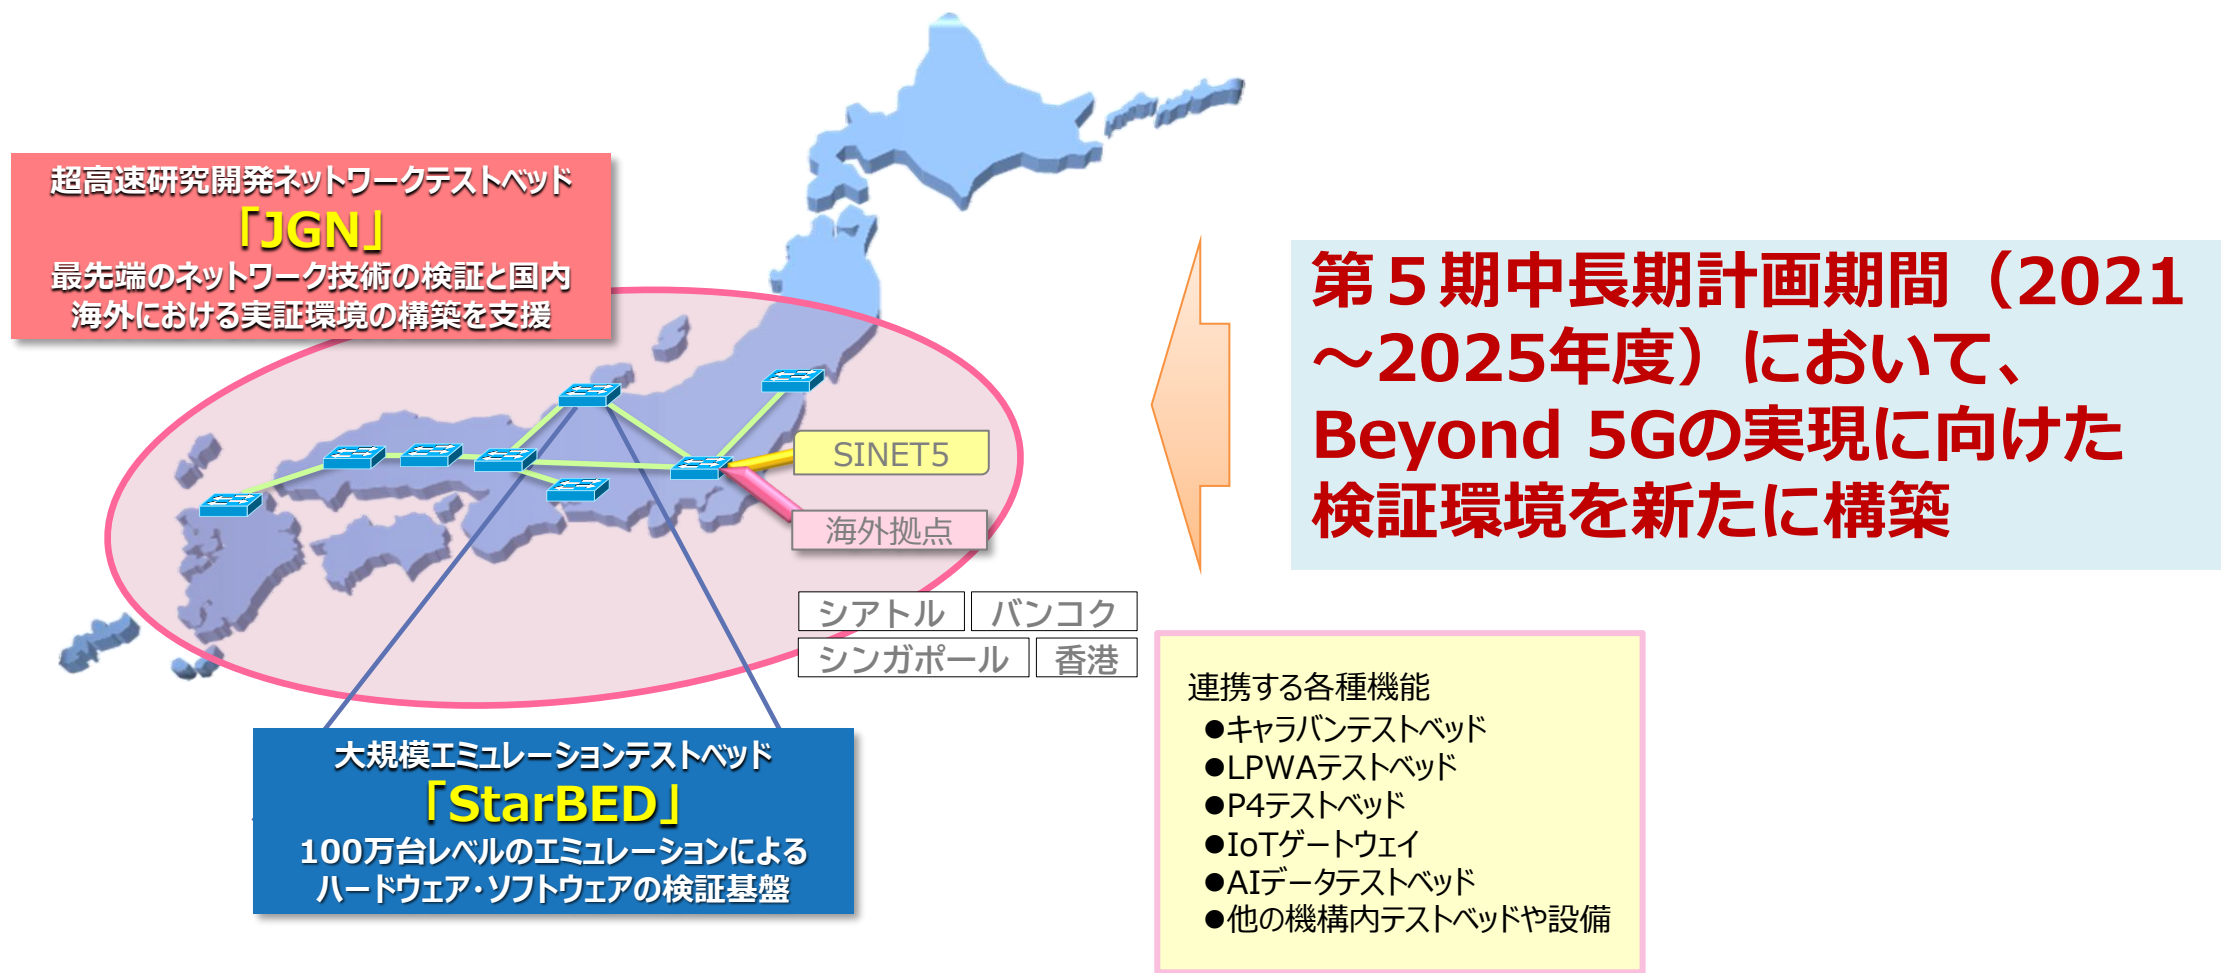 超高速研究開発ネットワークテストベッド
「JGN」
最先端のネットワーク技術の検証と国内
海外における実証環境の構築を支援
第５期中長期計画期間（2021
～2025年度）において、
Beyond 5Gの実現に向けた
検証環境を新たに構築
SINET5
海外拠点
シアトル
バンコク
シンガポール
香港
大規模エミュレーションテストベッド
「StarBED」
100万台レベルのエミュレーションによる
ハードウェア・ソフトウェアの検証基盤
連携する各種機能
●キャラバンテストベッド
●LPWAテストベッド
●P4テストベッド
●IoTゲートウェイ
●AIデータテストベッド
●他の機構内テストベッドや設備